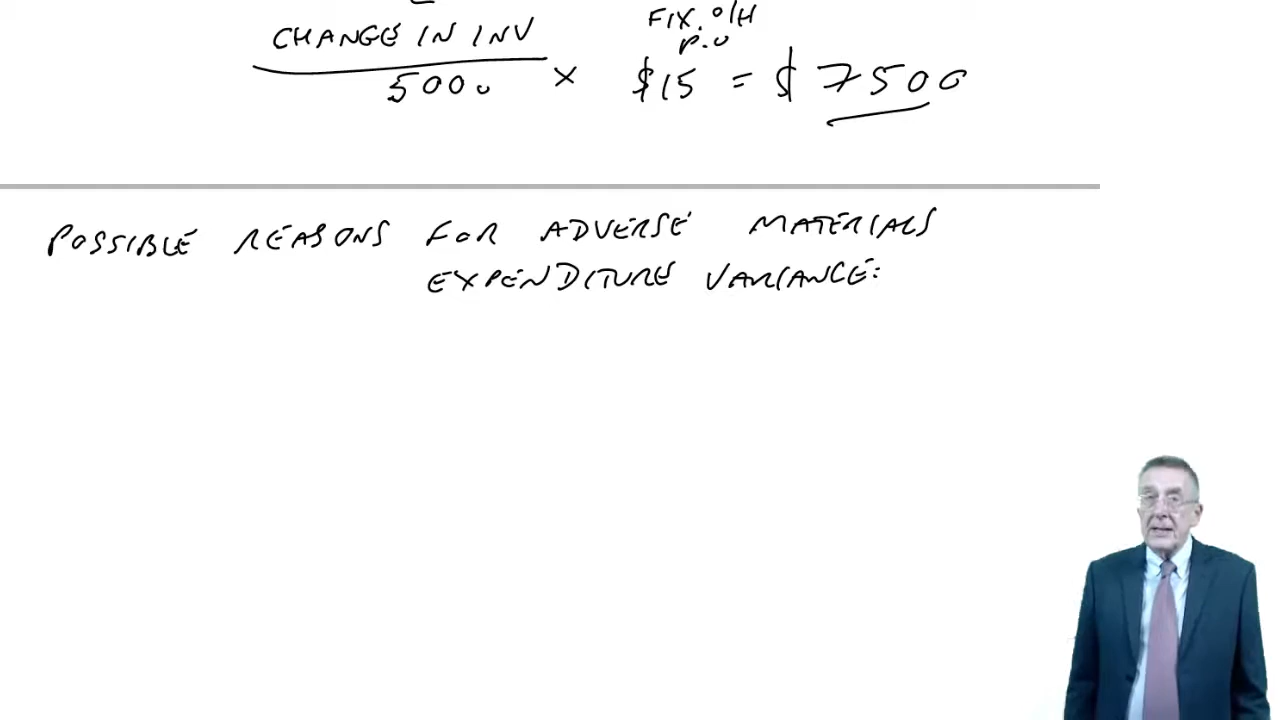 CHANGE IN INV
FIX. O/H
P.U
5000 × $15 = $7500
POSSIBLE REASONS FOR ADVERSE MATERIALS
EXPENDITURE VARIANCE: